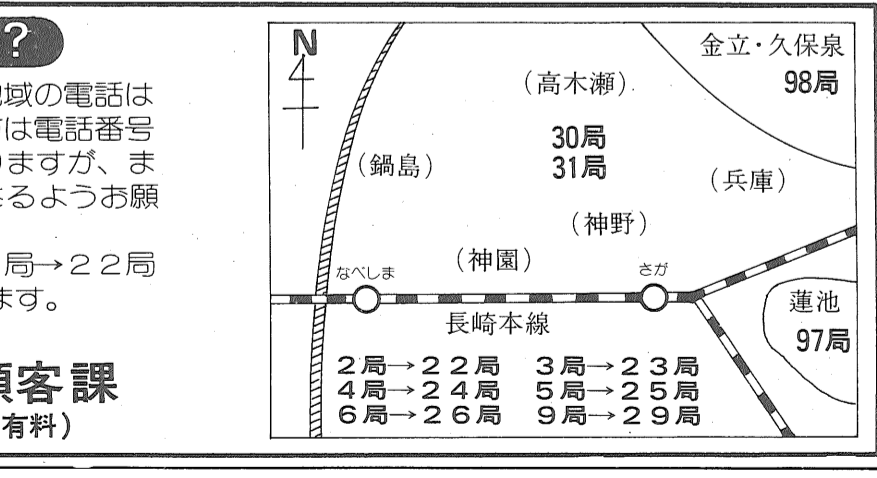 ?
域の電話は
は電話番号
りますが、ま
るようお願
局→22局
ます。
客課
有料)
N
金立・久保泉
98局
(高木瀬)
30局
31局
(鍋島)
(兵庫)
(神野)
(神園)
なべしま
さが
長崎本線
蓮池
97局
2局→22局 3局→23局
4局→24局 5局→25局
6局→26局 9局→29局